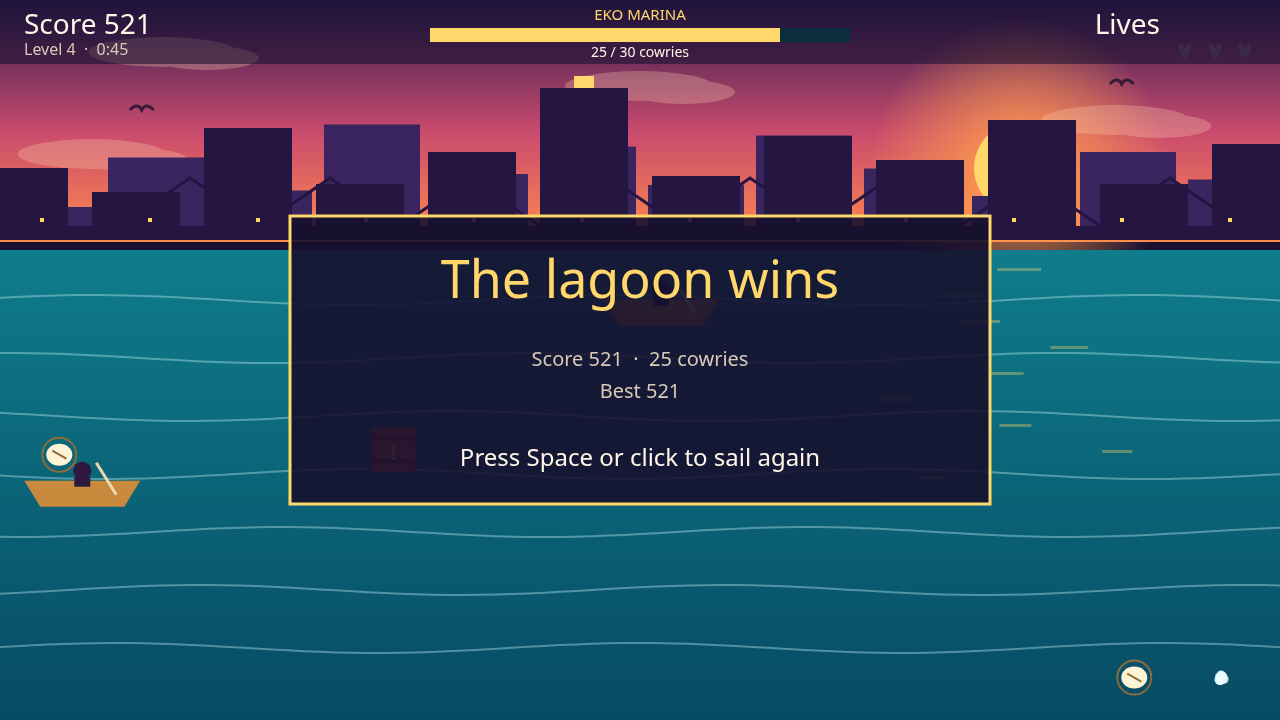 Score 521
Level 4 · 0:45
EKO MARINA
25 / 30 cowries
Lives
The lagoon wins
Score 521 · 25 cowries
Best 521
!
Press Space or click to sail again